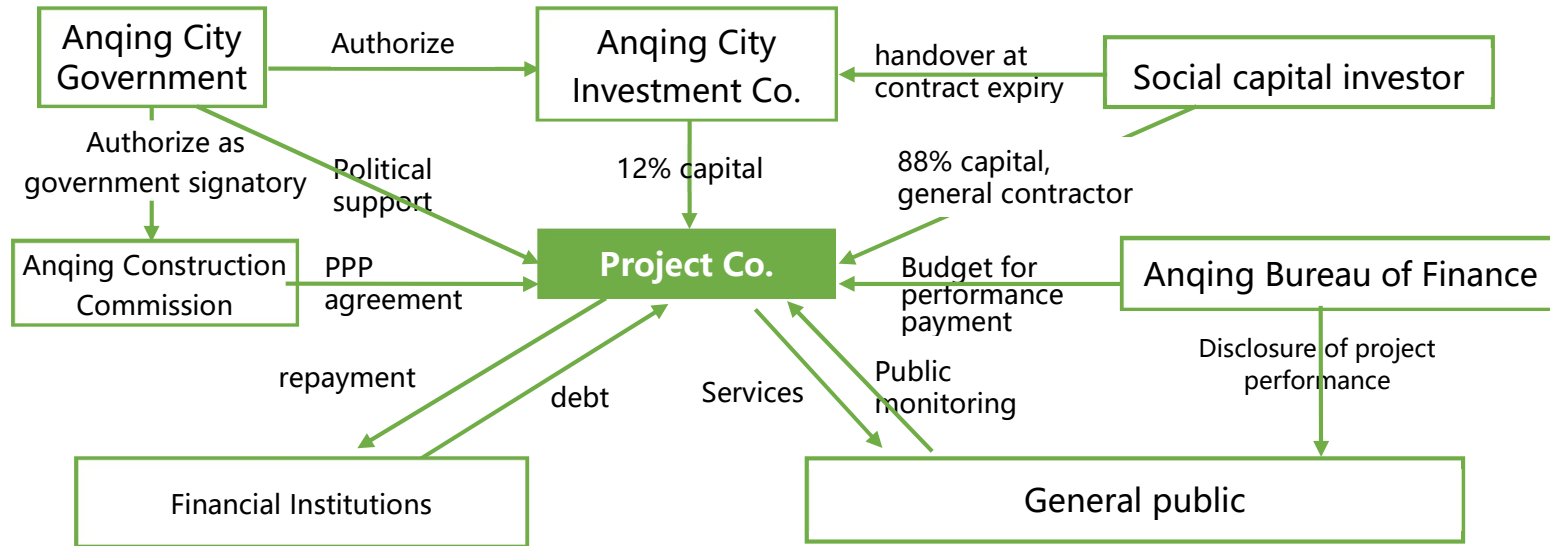 Anqing City
Government
Authorize
Anqing City
Investment Co.
handover at
contract expiry
Social capital investor
Authorize as
government signatory
Political
support
12% capital
88% capital,
general contractor
Anqing Construction
Commission
PPP
agreement
Project Co.
Budget for
performance
payment
Anqing Bureau of Finance
repayment
debt
Services
Public
monitoring
Disclosure of project
performance
Financial Institutions
General public